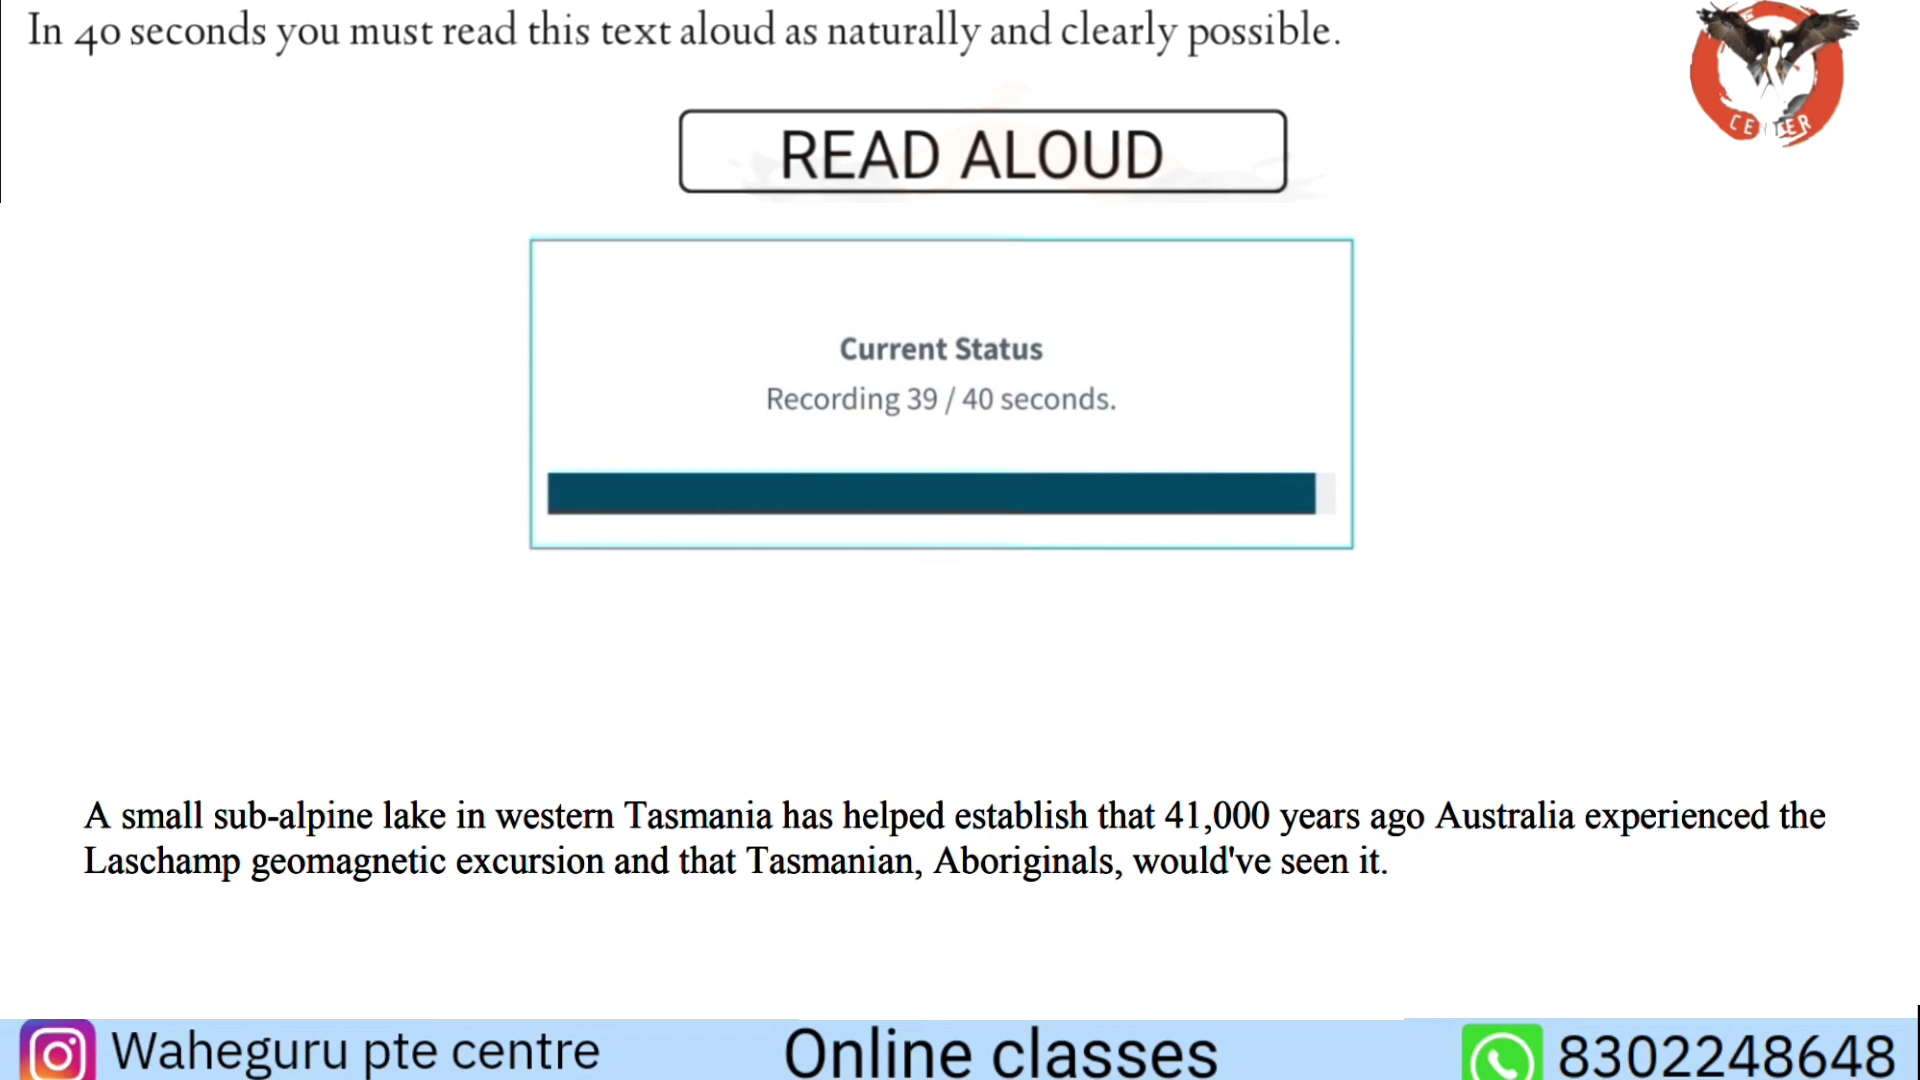 In 40 seconds you must read this text aloud as naturally and clearly possible.
READ ALOUD
Current Status
Recording 39 / 40 seconds.
A small sub-alpine lake in western Tasmania has helped establish that 41,000 years ago Australia experienced the
Laschamp geomagnetic excursion and that Tasmanian, Aboriginals, would've seen it.
Waheguru pte centre
Online classes
8302248648